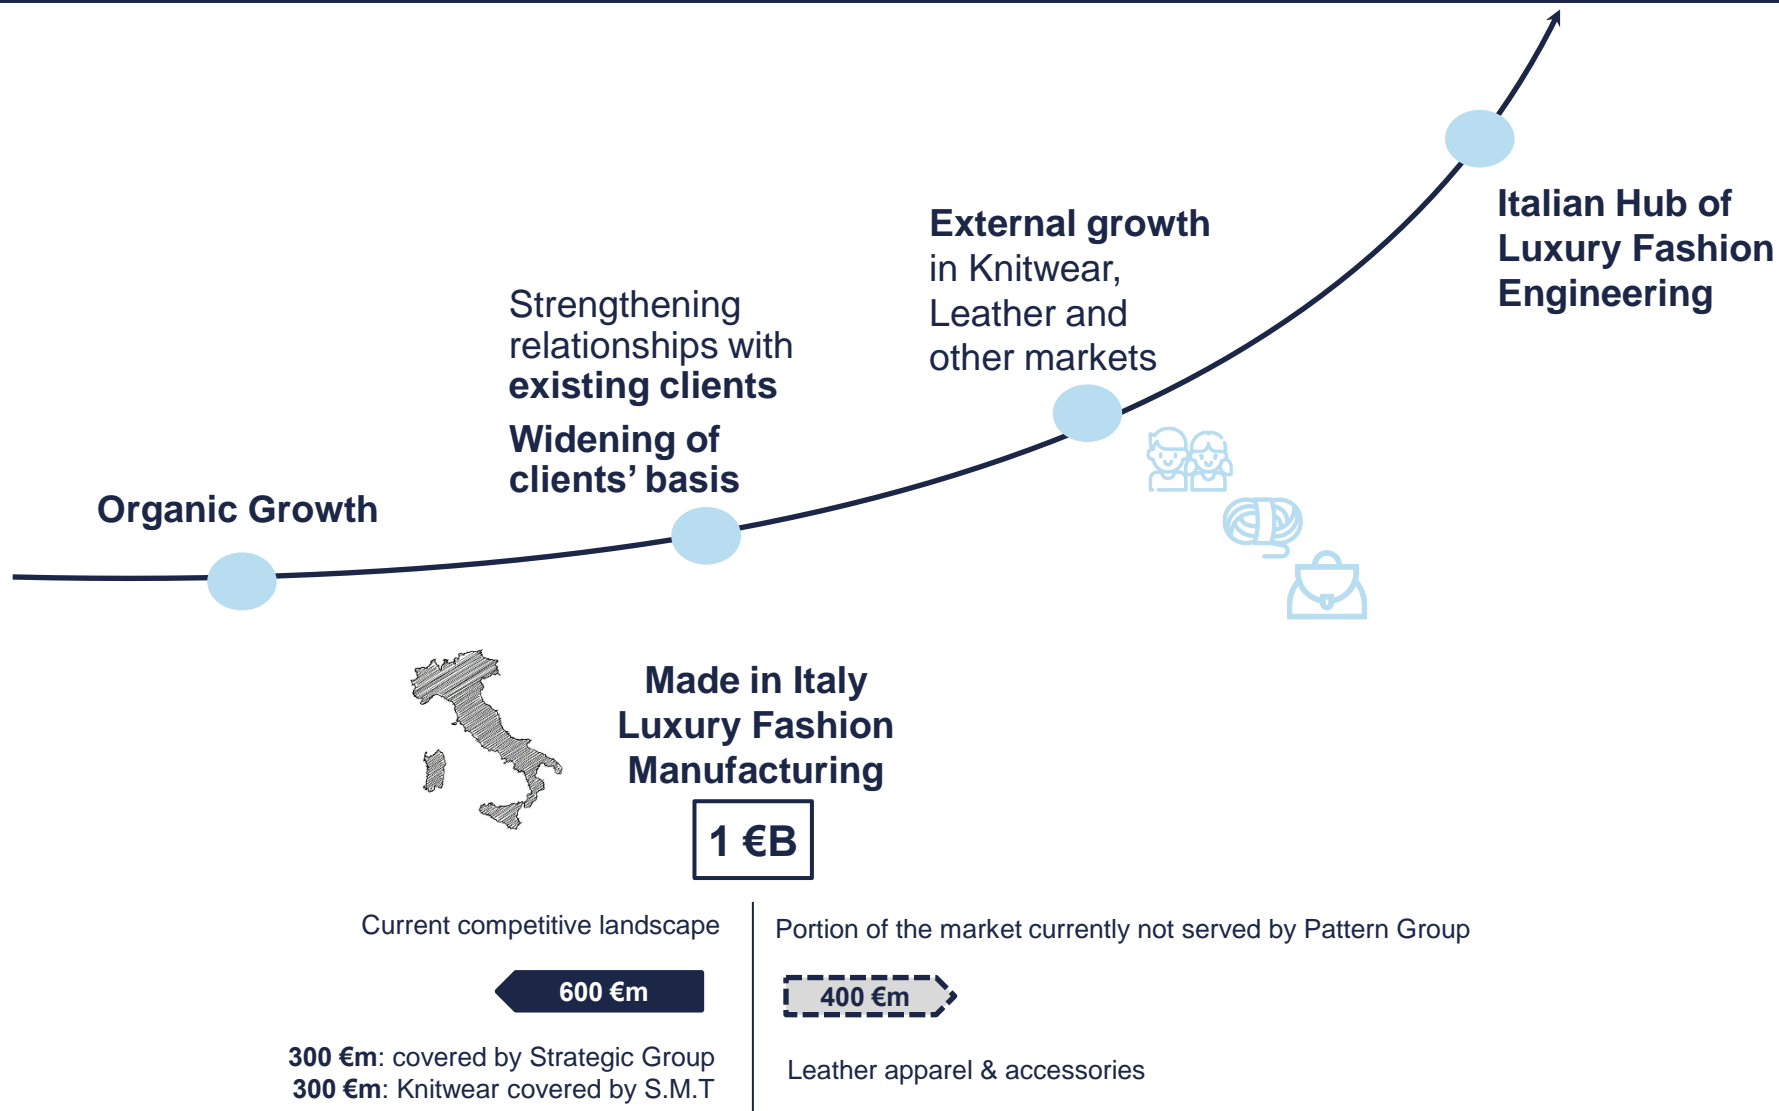 Organic Growth
Strengthening
relationships with
existing clients
Widening of
clients’ basis
External growth
in Knitwear,
Leather and
other markets
Italian Hub of
Luxury Fashion
Engineering
Made in Italy
Luxury Fashion
Manufacturing
1 €B
Current competitive landscape
600 €m
300 €m: covered by Strategic Group
300 €m: Knitwear covered by S.M.T
Portion of the market currently not served by Pattern Group
400 €m
Leather apparel & accessories